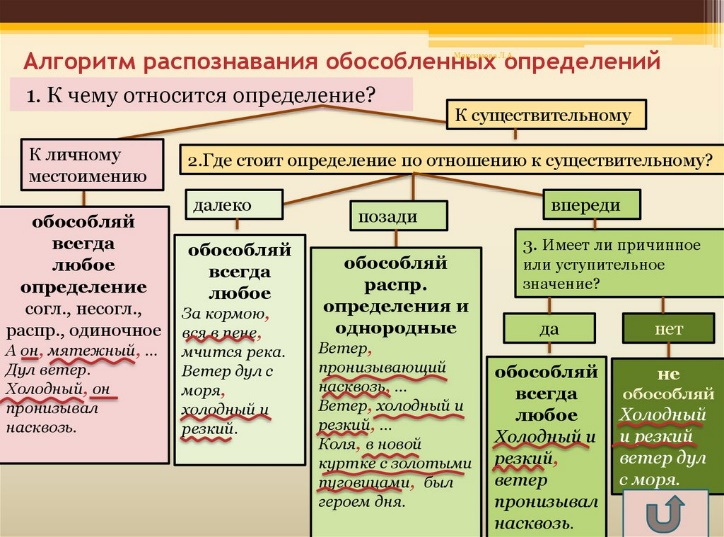 Алгоритм распознавания обособленных определений
1. К чему относится определение?
К существительному
К личному
местоимению
2.Где стоит определение по отношению к существительному?
далеко
позади
впереди
обособляй
всегда
любое
определение
согл., несогл.,
распр., одиночное
А он, мятежный, ...
Дул ветер.
Холодный, он
пронизывал
насквозь.
обособляй
всегда
любое
За кормою,
вся в пене,
мчится река.
Ветер дул с
моря,
холодный и
резкий.
обособляй
распр.
определения и
однородные
Ветер,
пронизывающий
насквозь, ...
Ветер, холодный и
резкий, ...
Коля, в новой
куртке с золотыми
пуговицами, был
героем дня.
3. Имеет ли причинное
или уступительное
значение?
да
нет
обособляй
всегда
любое
Холодный и
резкий,
ветер
пронизывал
насквозь.
не
обособляй
Холодный
и резкий
ветер дул
с моря.